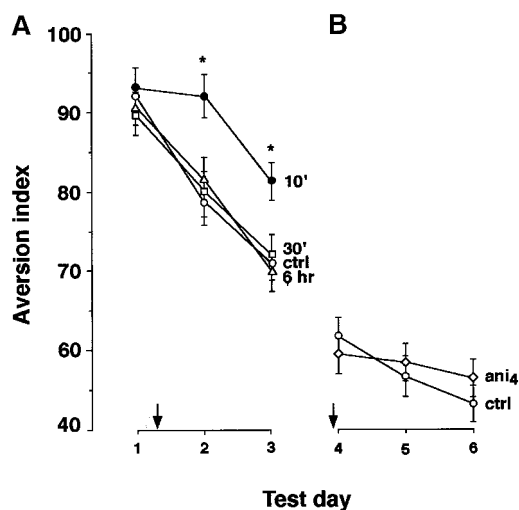 A
B
100
90
80
70
60
50
40
Aversion index
*
*
10'
30'
ctrl
6 hr
ani4
ctrl
1 2 3
4 5 6
Test day